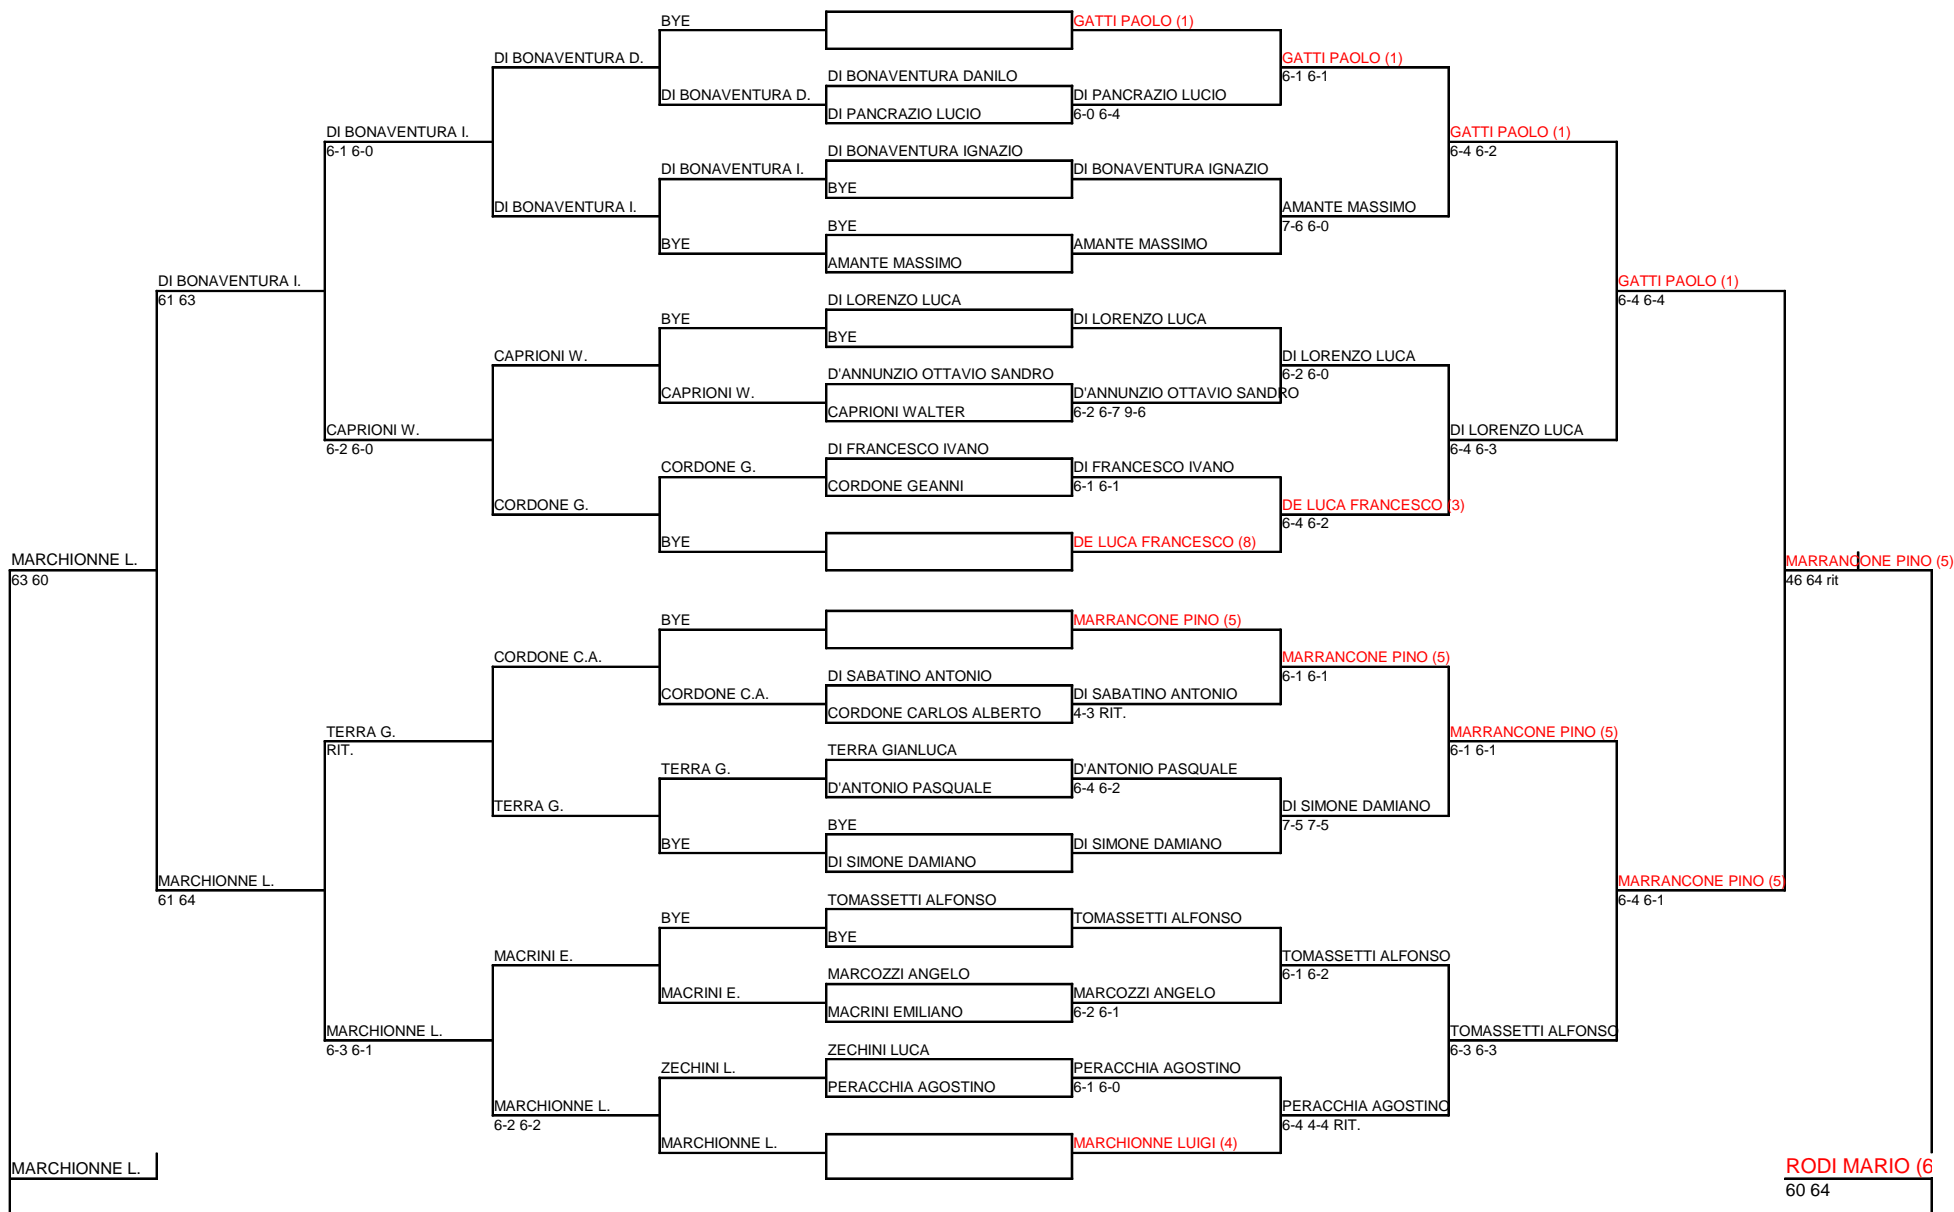 BYE
GATTI PAOLO (1)
DI BONAVENTURA D.
GATTI PAOLO (1)
6-1 6-1
DI BONAVENTURA DANILO
DI BONAVENTURA D.
DI PANCRAZIO LUCIO
DI PANCRAZIO LUCIO
6-0 6-4
DI BONAVENTURA I.
6-1 6-0
GATTI PAOLO (1)
6-4 6-2
DI BONAVENTURA IGNAZIO
DI BONAVENTURA I.
BYE
DI BONAVENTURA IGNAZIO
DI BONAVENTURA I.
AMANTE MASSIMO
7-6 6-0
BYE
BYE
AMANTE MASSIMO
AMANTE MASSIMO
DI BONAVENTURA I.
61 63
GATTI PAOLO (1)
6-4 6-4
DI LORENZO LUCA
BYE
BYE
DI LORENZO LUCA
CAPRIONI W.
DI LORENZO LUCA
6-2 6-0
D'ANNUNZIO OTTAVIO SANDRO
CAPRIONI W.
CAPRIONI WALTER
D'ANNUNZIO OTTAVIO SANDRO
6-2 6-7 9-6
CAPRIONI W.
6-2 6-0
DI LORENZO LUCA
6-4 6-3
DI FRANCESCO IVANO
CORDONE G.
CORDONE GEANNI
DI FRANCESCO IVANO
6-1 6-1
CORDONE G.
DE LUCA FRANCESCO (3)
6-4 6-2
BYE
DE LUCA FRANCESCO (8)
MARCHIONNE L.
63 60
MARRANCONE PINO (5)
46 64 rit
BYE
MARRANCONE PINO (5)
CORDONE C.A.
MARRANCONE PINO (5)
6-1 6-1
DI SABATINO ANTONIO
CORDONE C.A.
CORDONE CARLOS ALBERTO
DI SABATINO ANTONIO
4-3 RIT.
TERRA G.
RIT.
MARRANCONE PINO (5)
6-1 6-1
TERRA GIANLUCA
TERRA G.
D'ANTONIO PASQUALE
D'ANTONIO PASQUALE
6-4 6-2
TERRA G.
DI SIMONE DAMIANO
7-5 7-5
BYE
BYE
DI SIMONE DAMIANO
DI SIMONE DAMIANO
MARCHIONNE L.
61 64
MARRANCONE PINO (5)
6-4 6-1
TOMASSETTI ALFONSO
BYE
BYE
TOMASSETTI ALFONSO
MACRINI E.
TOMASSETTI ALFONSO
6-1 6-2
MARCOZZI ANGELO
MACRINI E.
MACRINI EMILIANO
MARCOZZI ANGELO
6-2 6-1
MARCHIONNE L.
6-3 6-1
TOMASSETTI ALFONSO
6-3 6-3
ZECHINI LUCA
ZECHINI L.
PERACCHIA AGOSTINO
PERACCHIA AGOSTINO
6-1 6-0
MARCHIONNE L.
6-2 6-2
PERACCHIA AGOSTINO
6-4 4-4 RIT.
MARCHIONNE L.
MARCHIONNE LUIGI (4)
MARCHIONNE L.
RODI MARIO (6
60 64